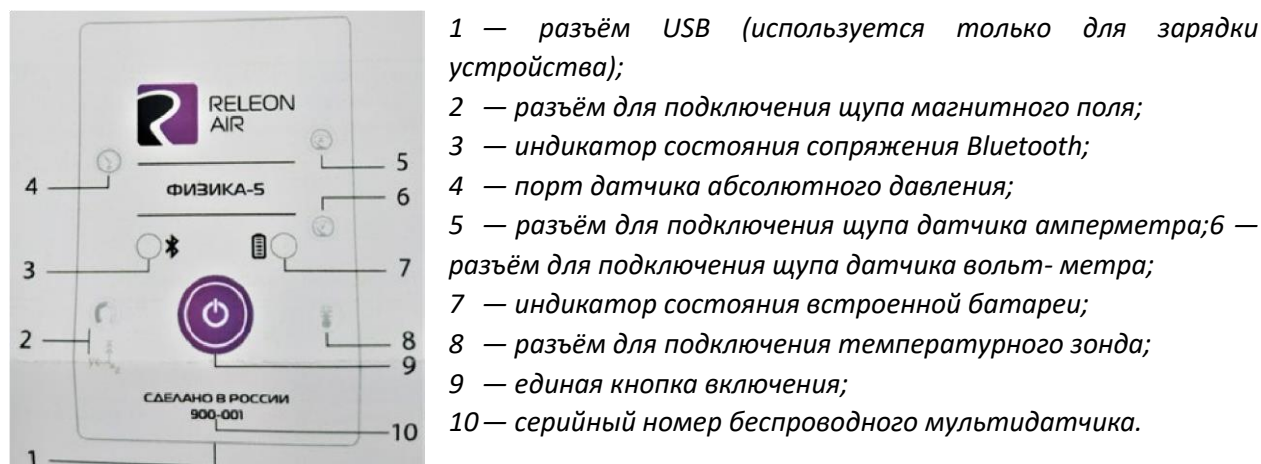 RELEON
AIR
ФИЗИКА-5
4
5
6
3
7
2
8
9
СДЕЛАНО В РОССИИ
900-001
10
1
1 — разъём USB (используется только для зарядки
устройства);
2 — разъём для подключения щупа магнитного поля;
3 — индикатор состояния сопряжения Bluetooth;
4 — порт датчика абсолютного давления;
5 — разъём для подключения щупа датчика амперметра;6 —
разъём для подключения щупа датчика вольт- метра;
7 — индикатор состояния встроенной батареи;
8 — разъём для подключения температурного зонда;
9 — единая кнопка включения;
10 — серийный номер беспроводного мультидатчика.